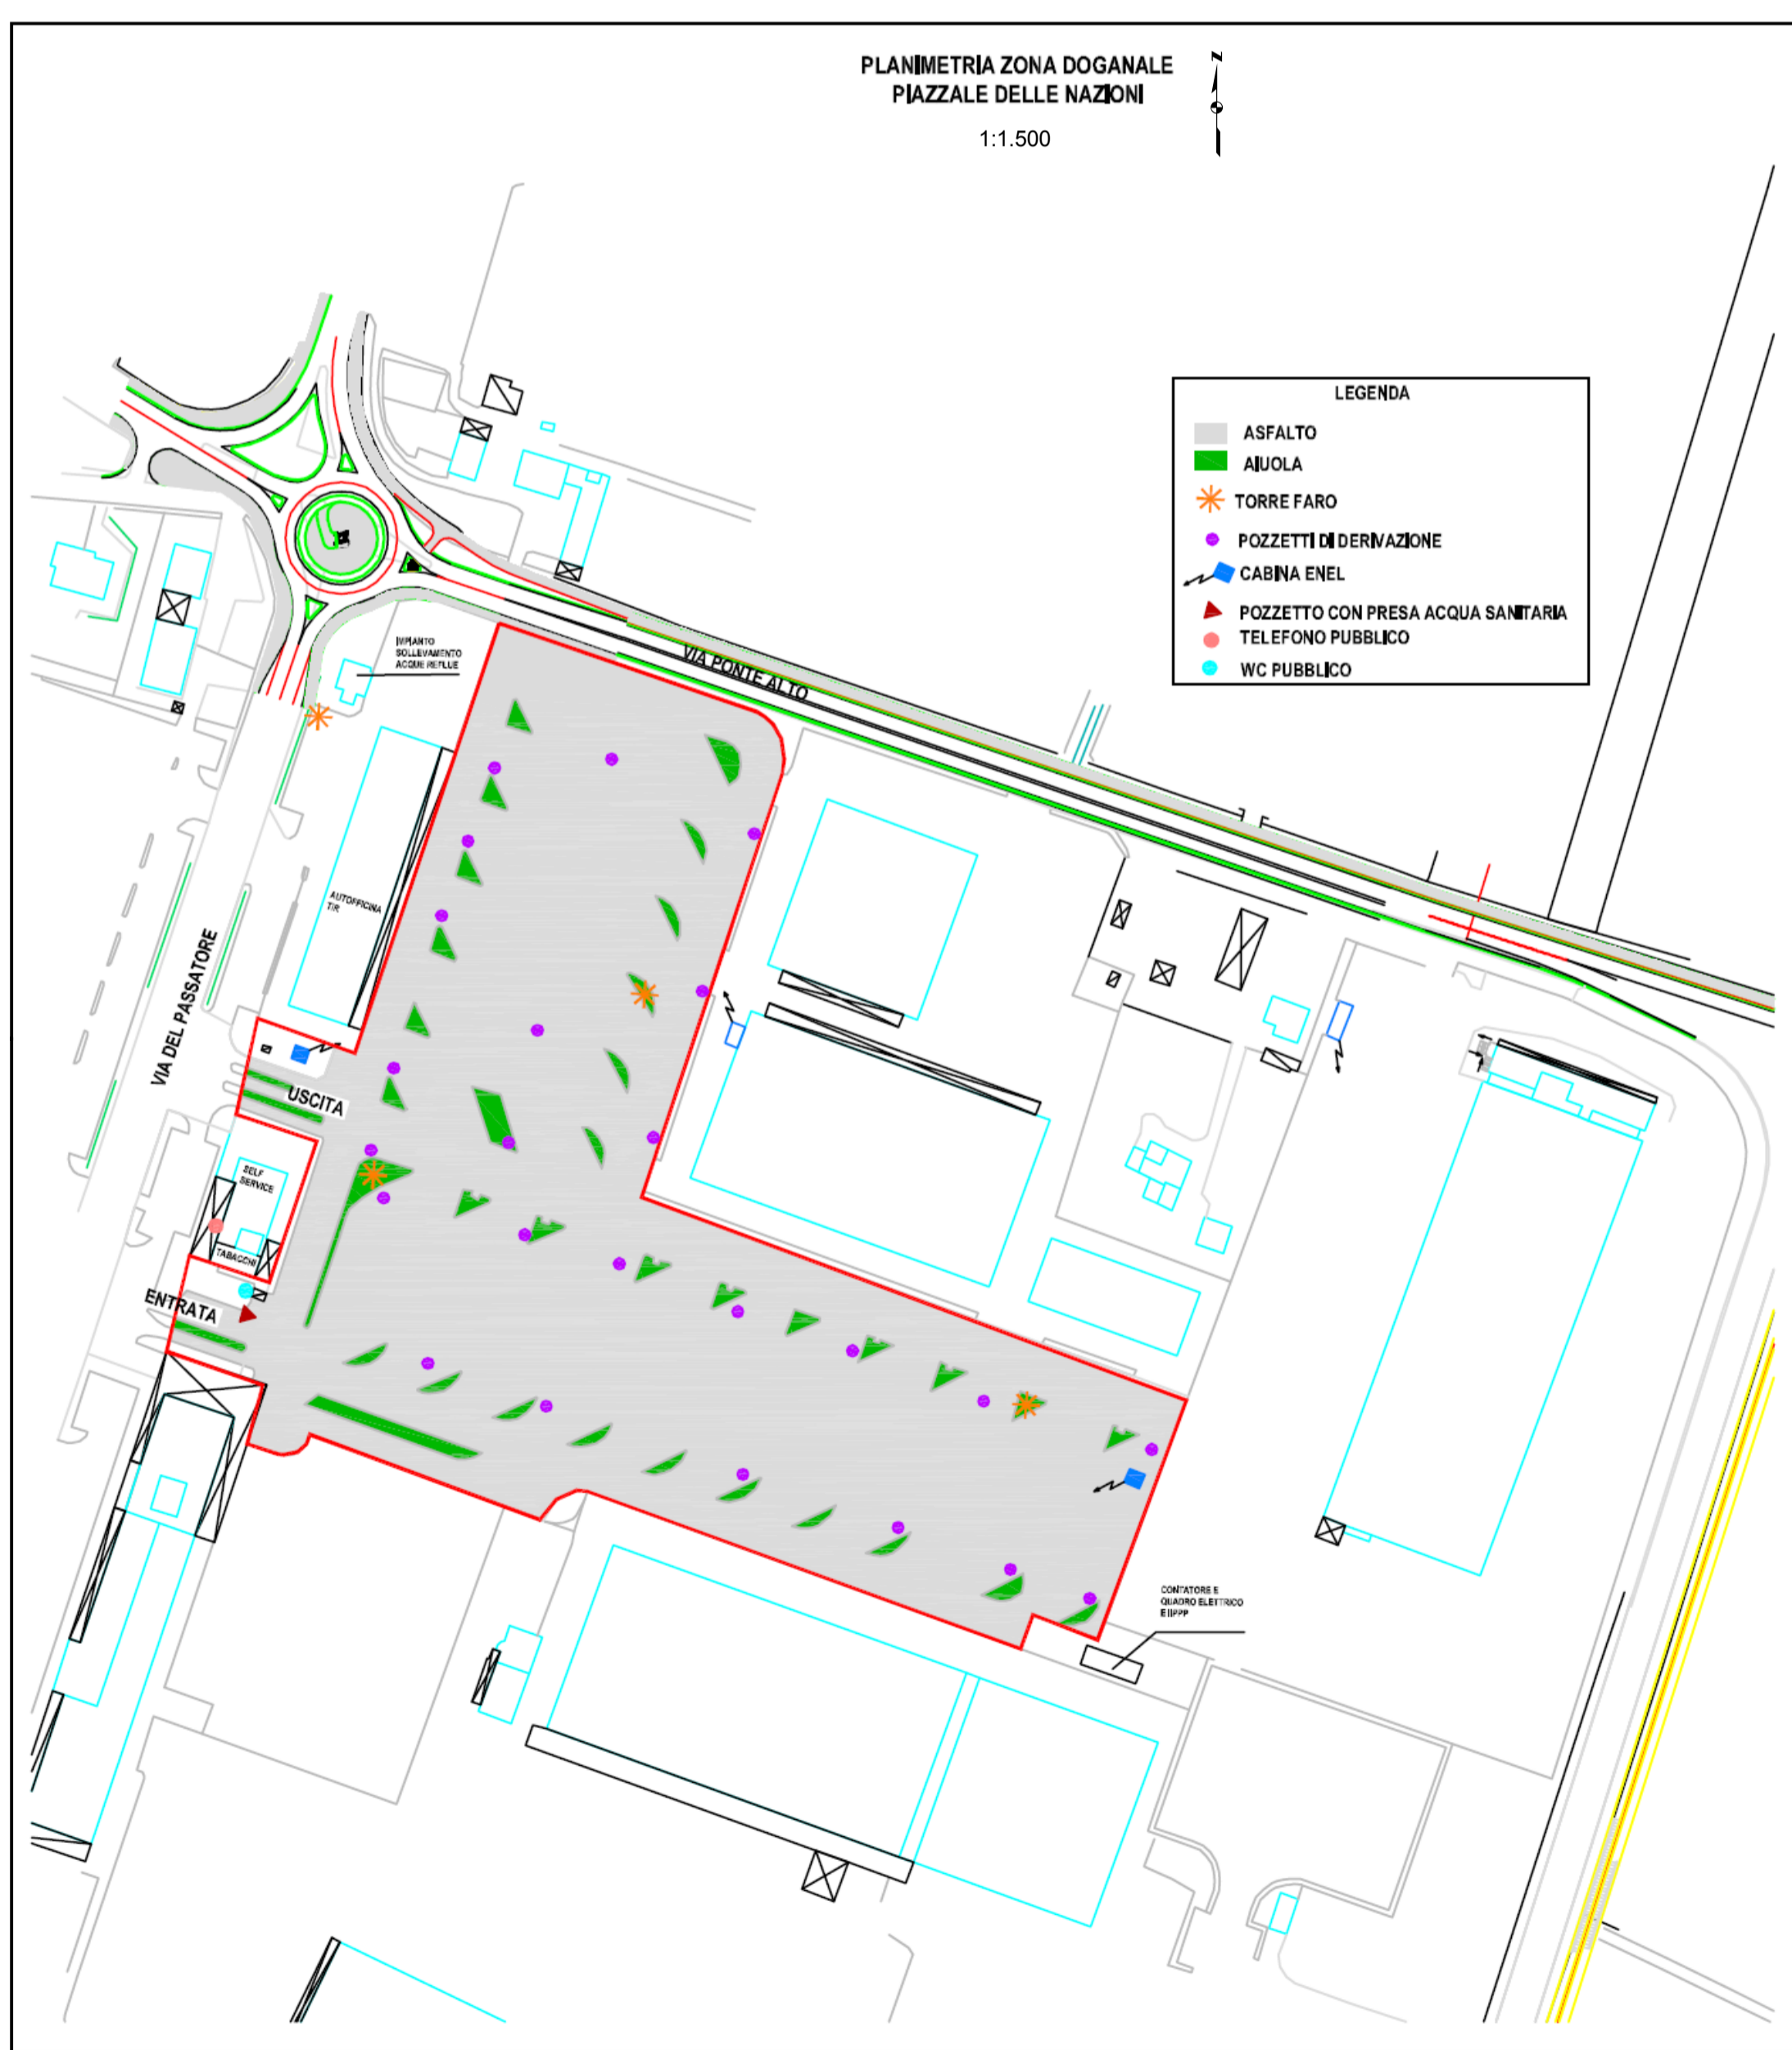 PLANIMETRIA ZONA DOGANALE
PIAZZALE DELLE NAZIONI
1:1.500
N
LEGENDA
ASFALTO
AIUOLA
TORRE FARO
POZZETTI DI DERIVAZIONE
CABINA ENEL
POZZETTO CON PRESA ACQUA SANITARIA
TELEFONO PUBBLICO
WC PUBBLICO
IMPIANTO
SOLLEVAMENTO
ACQUE REFLUE
VIA PONTE ALTO
AUTOFFICINA
TIR
VIA DEL PASSATORE
USCITA
SELF
SERVICE
TABACCHI
ENTRATA
CONTATORE E
QUADRO ELETTRICO